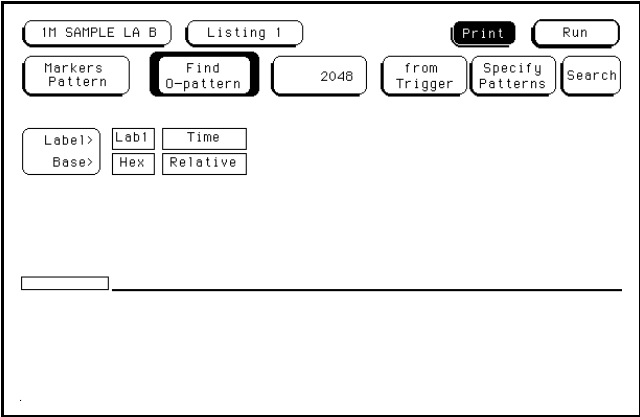 1M SAMPLE LA B Listing 1 Print Run
Markers Pattern Find O-pattern 2048 from Trigger Specify Patterns Search
Label> Lab1 Time
Base> Hex Relative